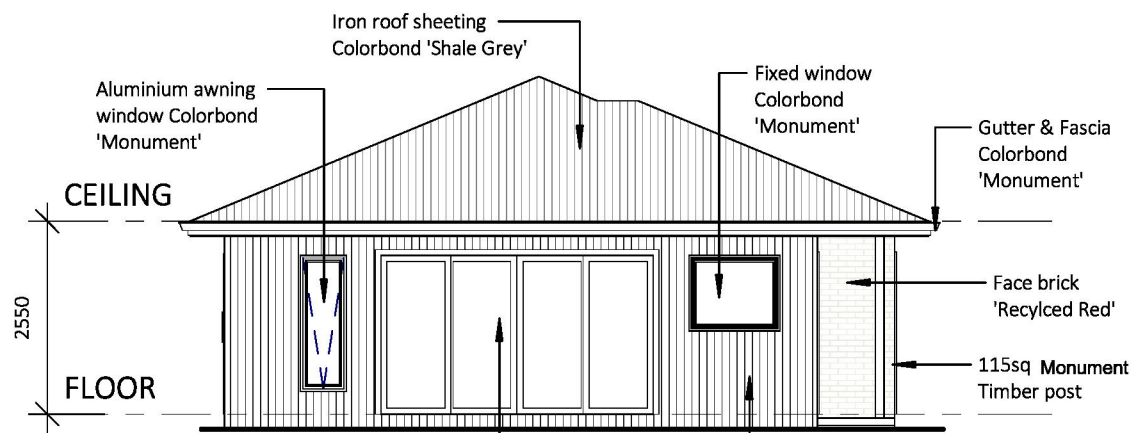 Iron roof sheeting
Colorbond 'Shale Grey'
Aluminium awning
window Colorbond
'Monument'
Fixed window
Colorbond
'Monument'
Gutter & Fascia
Colorbond
'Monument'
CEILING
2550
Face brick
'Recylced Red'
115sq Monument
Timber post
FLOOR